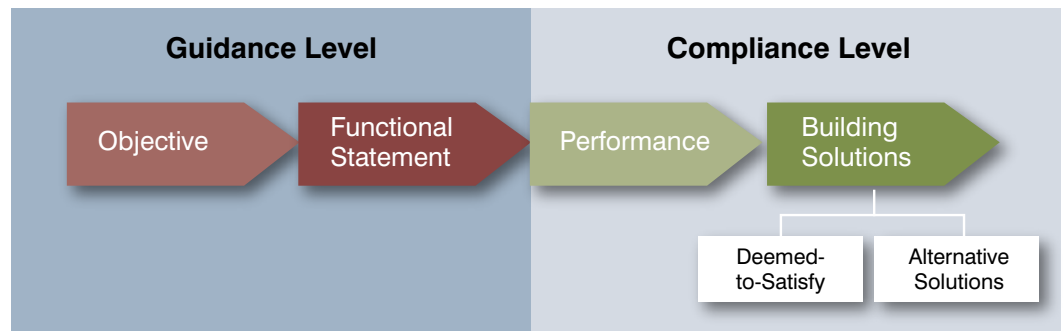 Guidance Level
Compliance Level
Objective
Functional
Statement
Performance
Building
Solutions
Deemed-
to-Satisfy
Alternative
Solutions